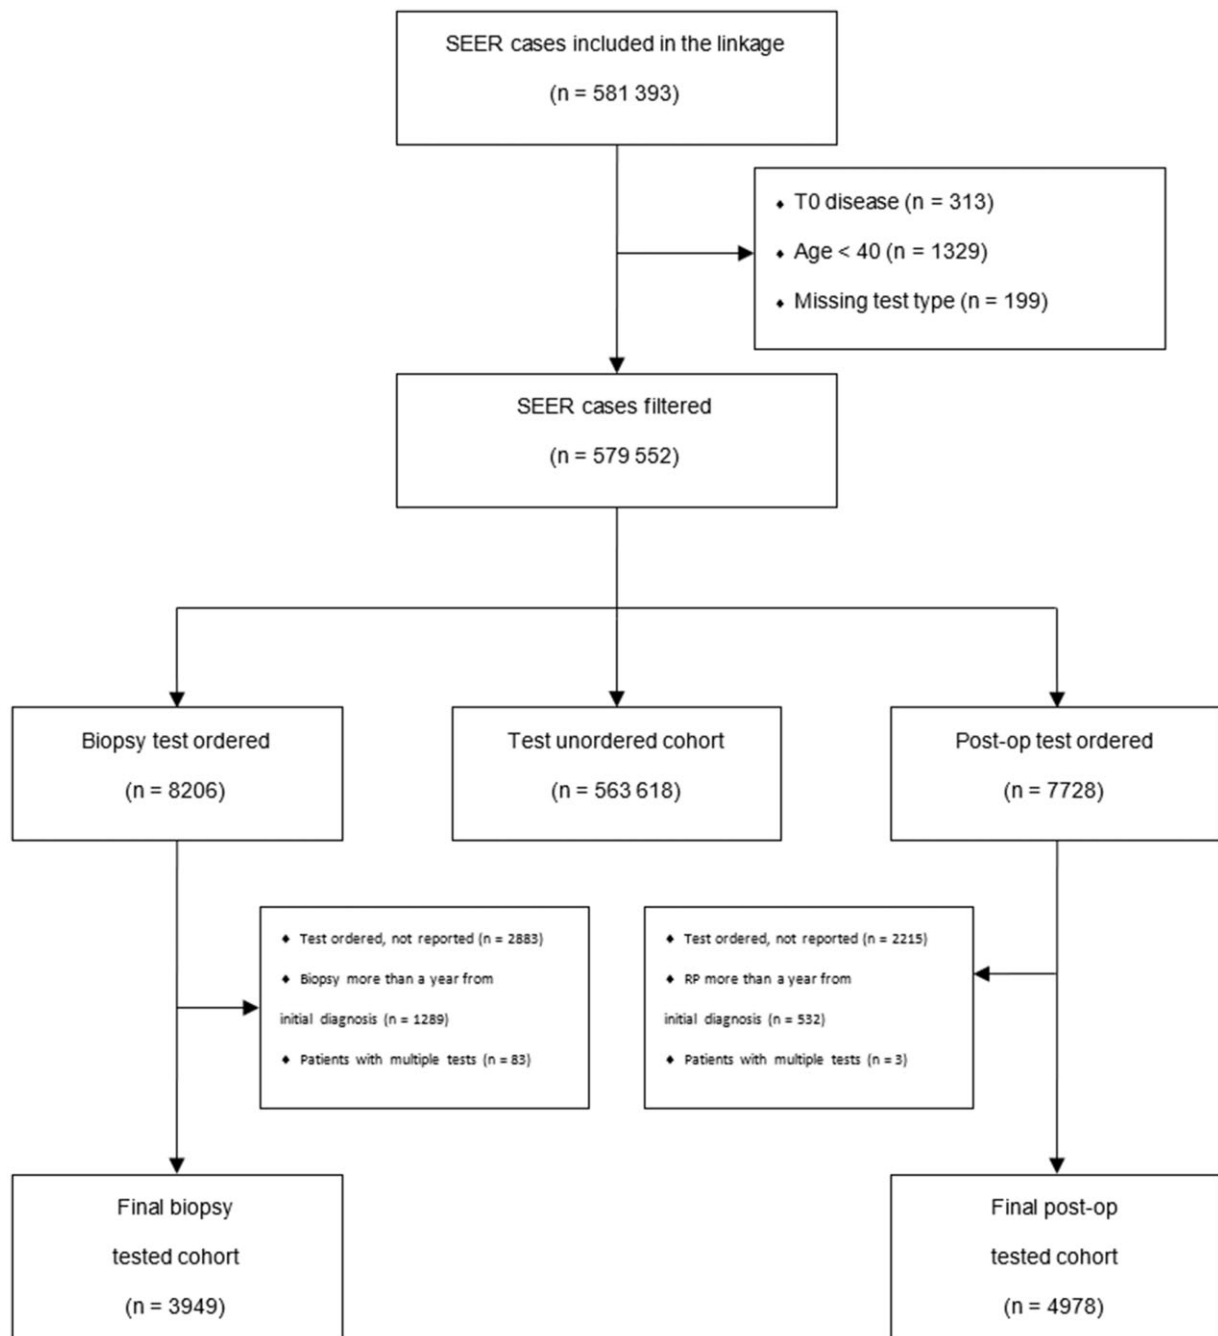 SEER cases included in the linkage
(n = 581 393)
♦ T0 disease (n = 313)
♦ Age < 40 (n = 1329)
♦ Missing test type (n = 199)
SEER cases filtered
(n = 579 552)
Biopsy test ordered
(n = 8206)
Test unordered cohort
(n = 563 618)
Post-op test ordered
(n = 7728)
♦ Test ordered, not reported (n = 2883)
♦ Biopsy more than a year from
initial diagnosis (n = 1289)
♦ Patients with multiple tests (n = 83)
♦ Test ordered, not reported (n = 2215)
♦ RP more than a year from
initial diagnosis (n = 532)
♦ Patients with multiple tests (n = 3)
Final biopsy
tested cohort
(n = 3949)
Final post-op
tested cohort
(n = 4978)